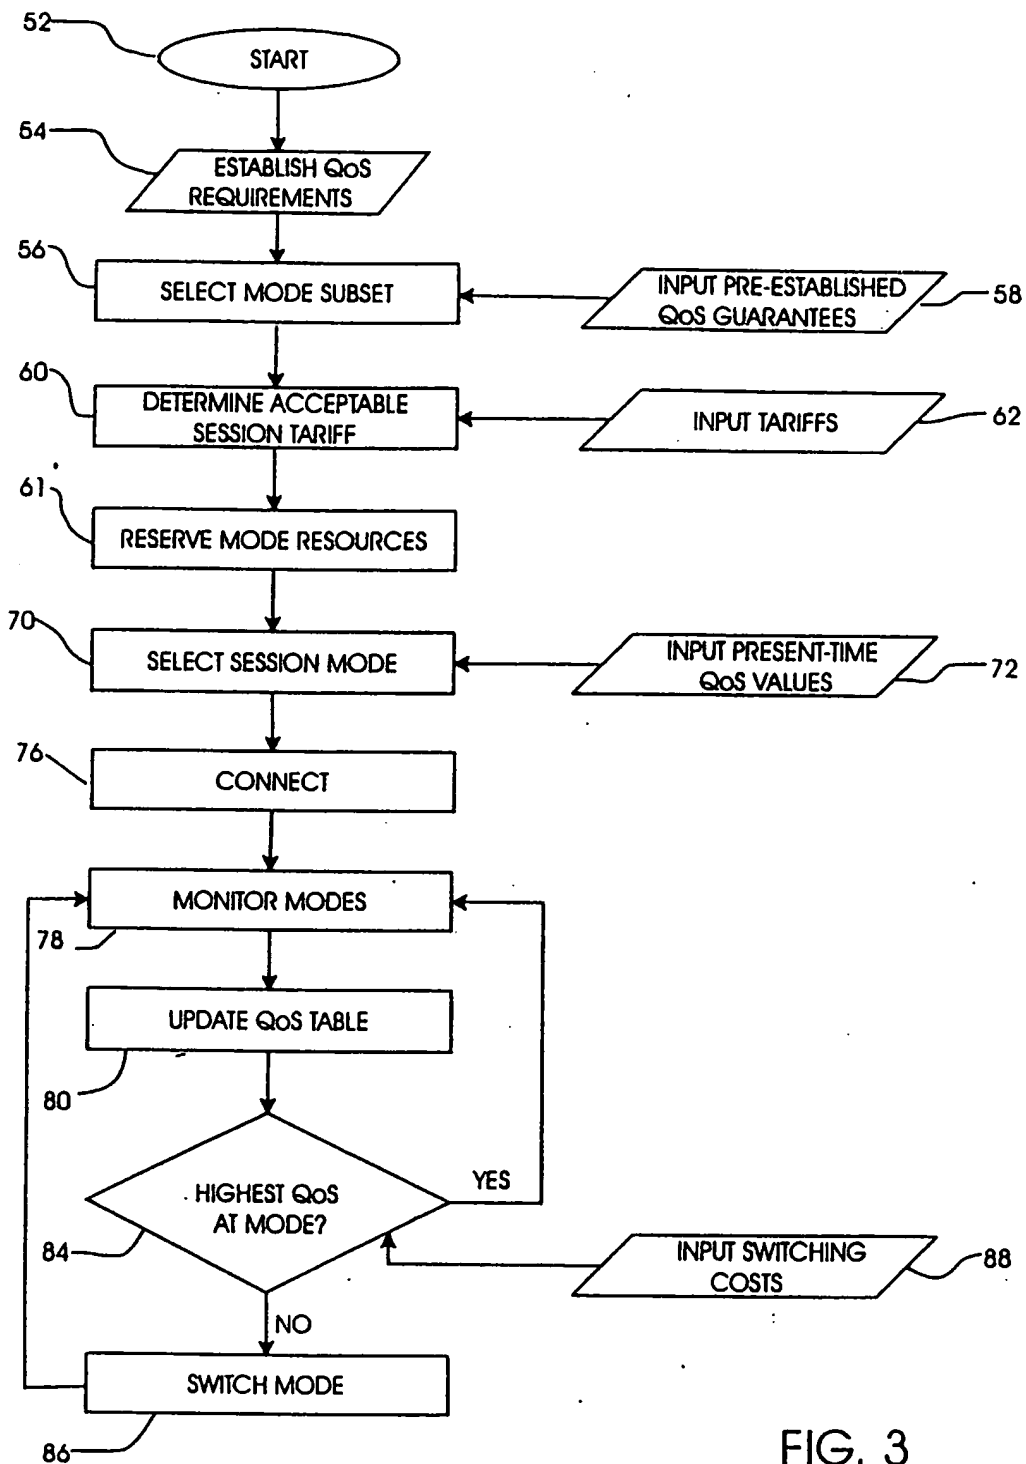 52
START
54
ESTABLISH QoS
REQUIREMENTS
56
SELECT MODE SUBSET
INPUT PRE-ESTABLISHED
QoS GUARANTEES
58
60
DETERMINE ACCEPTABLE
SESSION TARIFF
INPUT TARIFFS
62
61
RESERVE MODE RESOURCES
70
SELECT SESSION MODE
INPUT PRESENT-TIME
QoS VALUES
72
76
CONNECT
MONITOR MODES
78
UPDATE QoS TABLE
80
HIGHEST QoS
AT MODE?
YES
84
INPUT SWITCHING
COSTS
88
NO
SWITCH MODE
86
FIG. 3